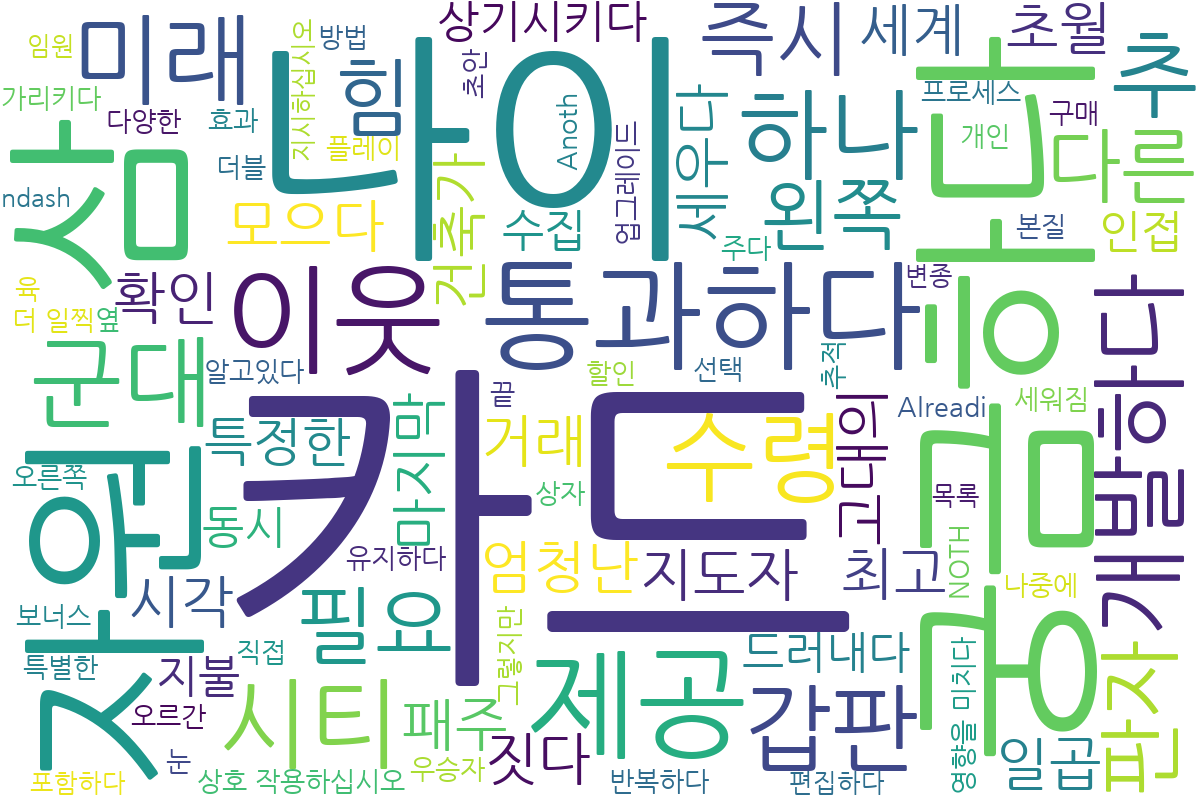 상기시키다
즉시
세계
초월
임원
미래
방법
지시하십시오
힘
초안
나이
Anoth
프로세스
추
가리키다
다양한
효과
플레이
더블
업그레이드
세우다
하나
개인
구매
다른
궁금하다
삼
ndash
모으다
건축가
수집
왼쪽
주다
본질
인접
육
더 일찍
옆
확인
이웃
통과하다
변종
개발하다
군대
알고있다
끝
할인
선택
추적
Alreadi
세워짐
카드
특정한
마지막
거래
수령
고대의
오른쪽
자원
동시
상자
목록
유지하다
엄청난
지도자
최고
NOTH
나중에
시각
보너스
필요
그렇지만
특별한
지불
직접
제공
드러내다
영향을 미치다
판자
오르간
시티
패주
짓다
갑판
일곱
눈
포함하다
상호 작용하십시오
우승자
반복하다
편집하다